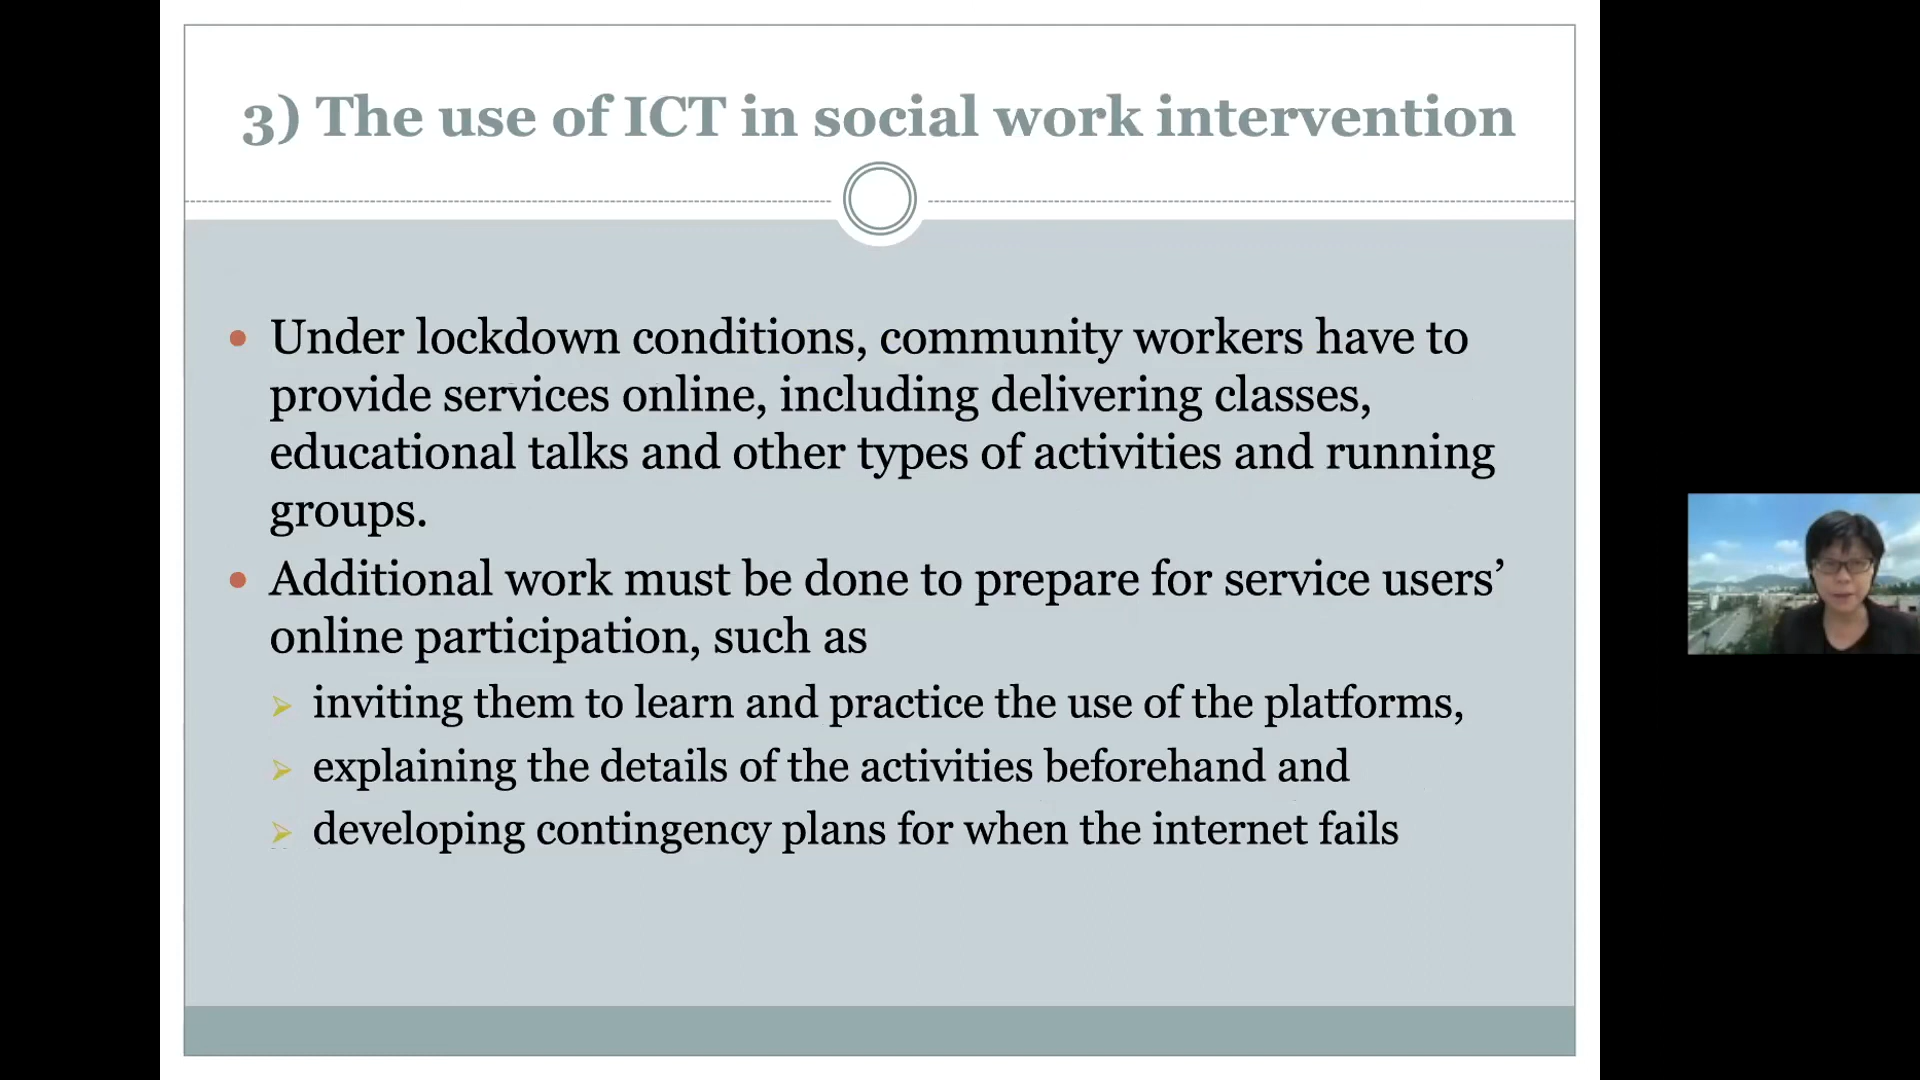 3) The use of ICT in social work intervention
• Under lockdown conditions, community workers have to
provide services online, including delivering classes,
educational talks and other types of activities and running
groups.
• Additional work must be done to prepare for service users’
online participation, such as
➢ inviting them to learn and practice the use of the platforms,
➢ explaining the details of the activities beforehand and
➢ developing contingency plans for when the internet fails